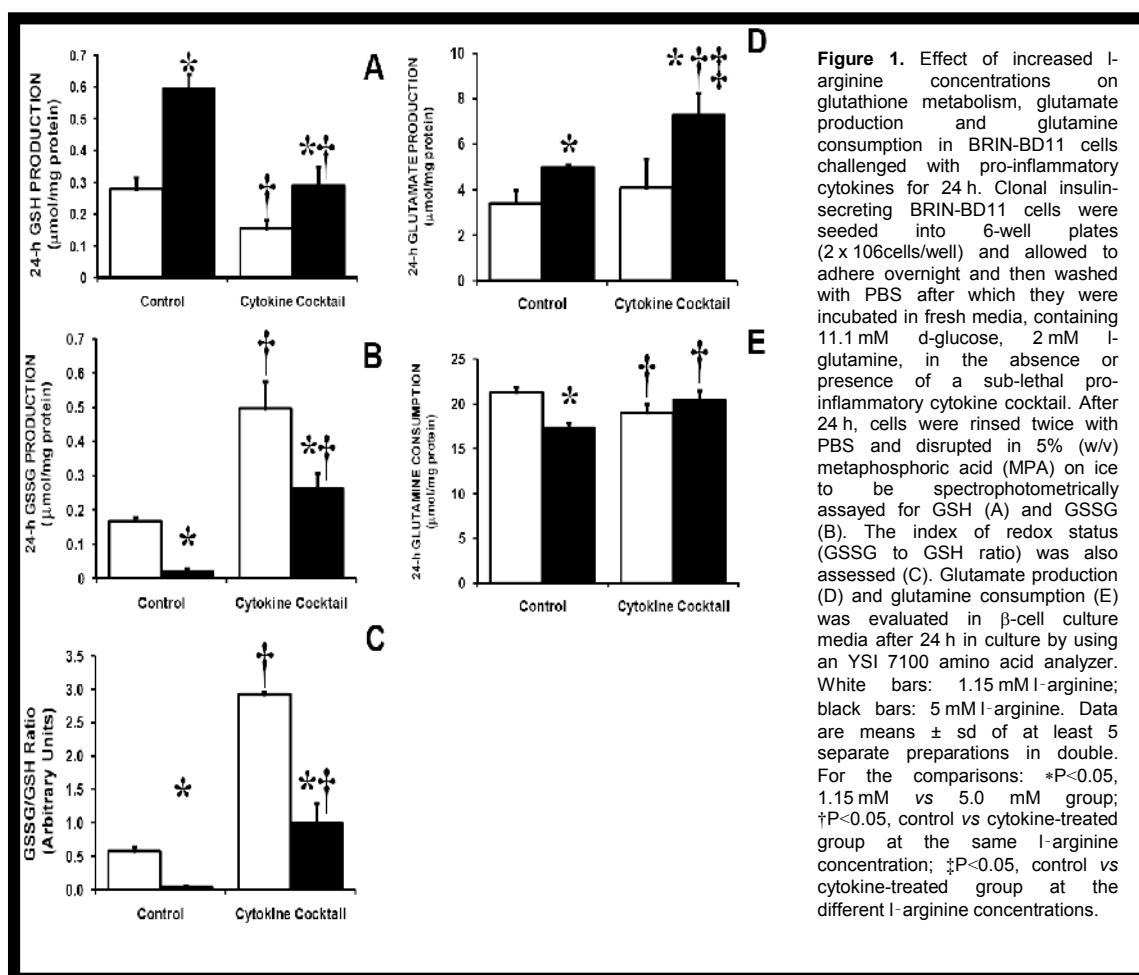 A
24-h GSH PRODUCTION
(µmol/mg protein)
0.7
0.6
0.5
0.4
0.3
0.2
0.1
0
*
†
*†
Control
Cytokine Cocktail
B
24-h GSSG PRODUCTION
(µmol/mg protein)
0.7
0.6
0.5
0.4
0.3
0.2
0.1
0
*
†
*†
Control
Cytokine Cocktail
C
GSSG/GSH Ratio
(Arbitrary Units)
3.5
3.0
2.5
2.0
1.5
1.0
0.5
0.0
*
†
*†
Control
Cytokine Cocktail
D
24-h GLUTAMATE PRODUCTION
(µmol/mg protein)
10
8
6
4
2
0
*
*†‡
Control
Cytokine Cocktail
E
24-H GLUTAMINE CONSUMPTION
(µmol/mg protein)
25
20
15
10
5
0
*
†
†
Control
Cytokine Cocktail
Figure 1. Effect of increased l-
arginine concentrations on
glutathione metabolism, glutamate
production and glutamine
consumption in BRIN-BD11 cells
challenged with pro-inflammatory
cytokines for 24 h. Clonal insulin-
secreting BRIN-BD11 cells were
seeded into 6-well plates
(2 x 106cells/well) and allowed to
adhere overnight and then washed
with PBS after which they were
incubated in fresh media, containing
11.1 mM d-glucose, 2 mM l-
glutamine, in the absence or
presence of a sub-lethal pro-
inflammatory cytokine cocktail. After
24 h, cells were rinsed twice with
PBS and disrupted in 5% (w/v)
metaphosphoric acid (MPA) on ice
to be spectrophotometrically
assayed for GSH (A) and GSSG
(B). The index of redox status
(GSSG to GSH ratio) was also
assessed (C). Glutamate production
(D) and glutamine consumption (E)
was evaluated in β-cell culture
media after 24 h in culture by using
an YSI 7100 amino acid analyzer.
White bars: 1.15 mM l-arginine;
black bars: 5 mM l-arginine. Data
are means ± sd of at least 5
separate preparations in double.
For the comparisons: *P<0.05,
1.15 mM vs 5.0 mM group;
†P<0.05, control vs cytokine-treated
group at the same l-arginine
concentration; ‡P<0.05, control vs
cytokine-treated group at the
different l-arginine concentrations.